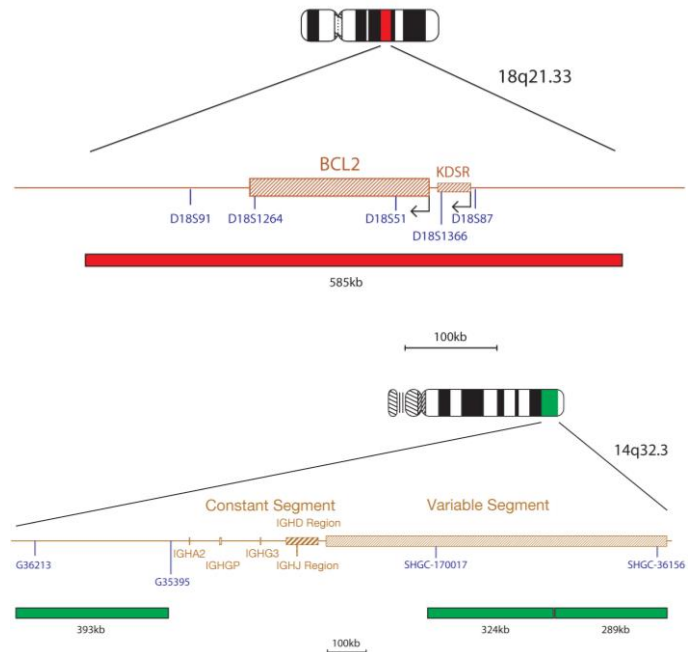 18q21.33
BCL2
KDSR
D18S91
D18S1264
D18S51
D18S87
D18S1366
585kb
100kb
14q32.3
Constant Segment
Variable Segment
IGHD Region
IGHA2
IGHGP
IGHG3
IGHJ Region
G36213
G35395
SHGC-170017
SHGC-36156
393kb
324kb
289kb
100kb